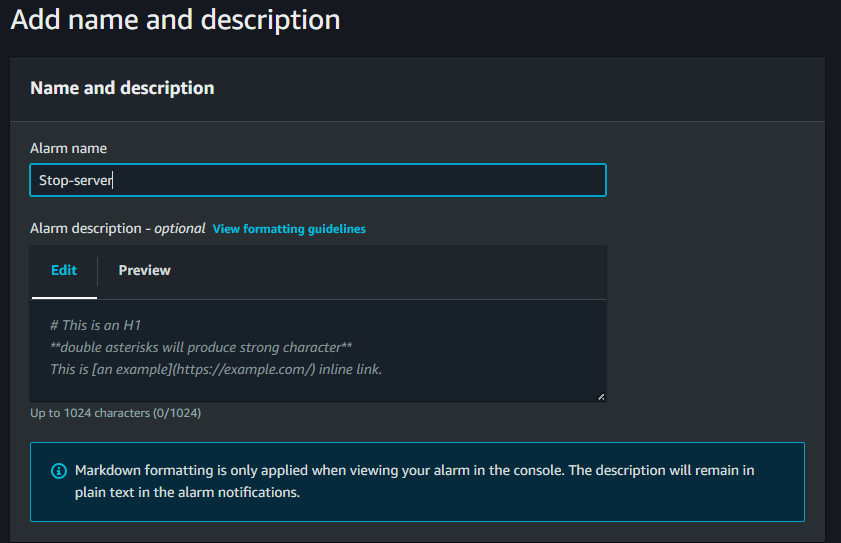 Add name and description
Name and description
Alarm name
Stop-server
Alarm description - optional View formatting guidelines
Edit Preview
# This is an H1
**double asterisks will produce strong character**
This is [an example](https://example.com/) inline link.
Up to 1024 characters (0/1024)
Markdown formatting is only applied when viewing your alarm in the console. The description will remain in
plain text in the alarm notifications.